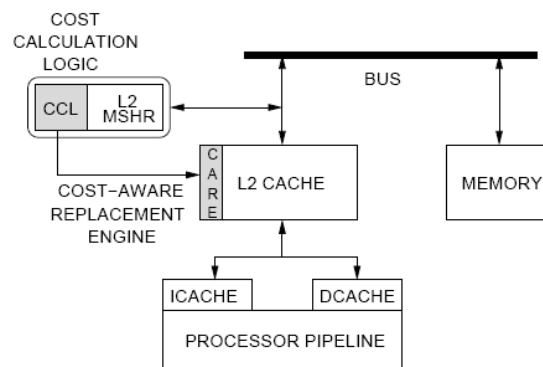 COST
CALCULATION
LOGIC
CCL
L2
MSHR
BUS
C
A
R
E
L2 CACHE
MEMORY
COST-AWARE
REPLACEMENT
ENGINE
ICACHE
DCACHE
PROCESSOR PIPELINE